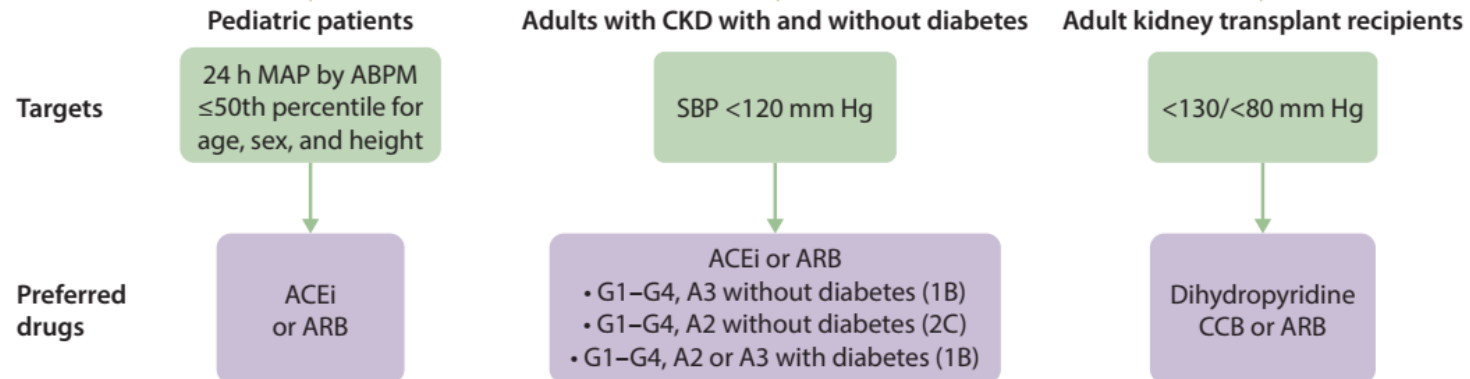 Pediatric patients
Adults with CKD with and without diabetes
Adult kidney transplant recipients
Targets
24 h MAP by ABPM
≤50th percentile for
age, sex, and height
SBP <120 mm Hg
<130/<80 mm Hg
Preferred
drugs
ACEi
or ARB
ACEi or ARB
• G1–G4, A3 without diabetes (1B)
• G1–G4, A2 without diabetes (2C)
• G1–G4, A2 or A3 with diabetes (1B)
Dihydropyridine
CCB or ARB